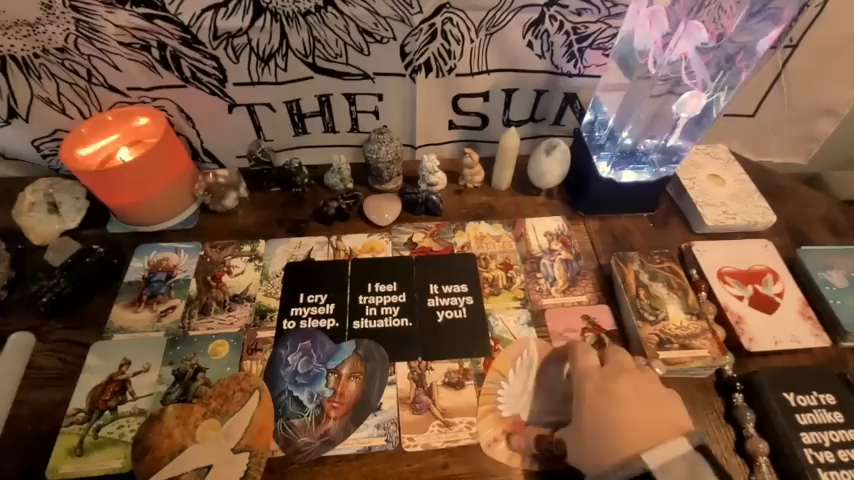 THE SUN
I cry
myself
to sleep.
I feel
trapped
in my
situation.
It was
always
you!
You're
unlike
anyone
I've ev
know